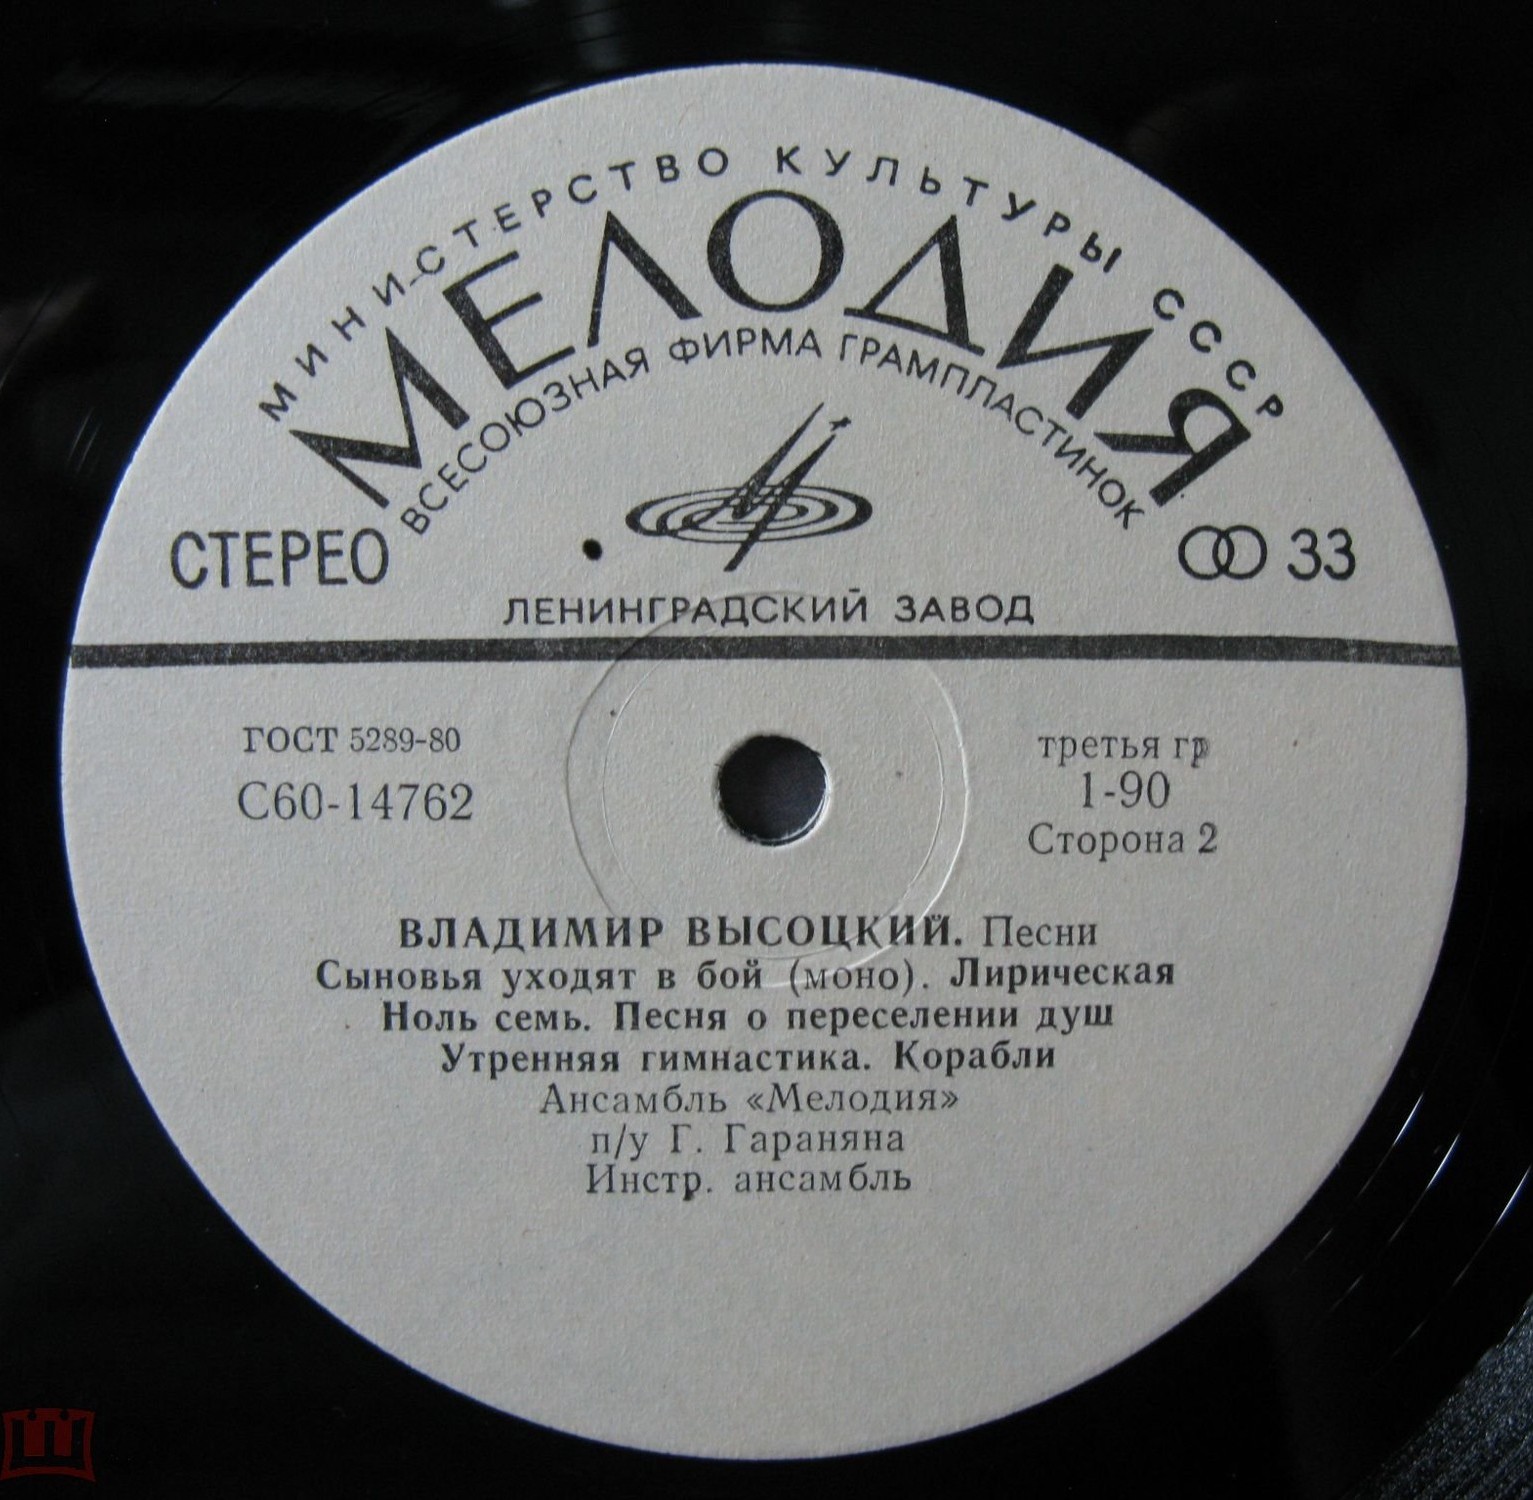 МИНИСТЕРСТВО КУЛЬТУРЫ СССР
МЕЛОДИЯ
ВСЕСОЮЗНАЯ ФИРМА ГРАМПЛАСТИНОК
СТЕРЕО
33
ЛЕНИНГРАДСКИЙ ЗАВОД
ГОСТ 5289-80
С60-14762
третья гр
1-90
Сторона 2
ВЛАДИМИР ВЫСОЦКИЙ. Песни
Сыновья уходят в бой (моно). Лирическая
Ноль семь. Песня о переселении душ
Утренняя гимнастика. Корабли
Ансамбль «Мелодия»
п/у Г. Гараняна
Инстр. ансамбль